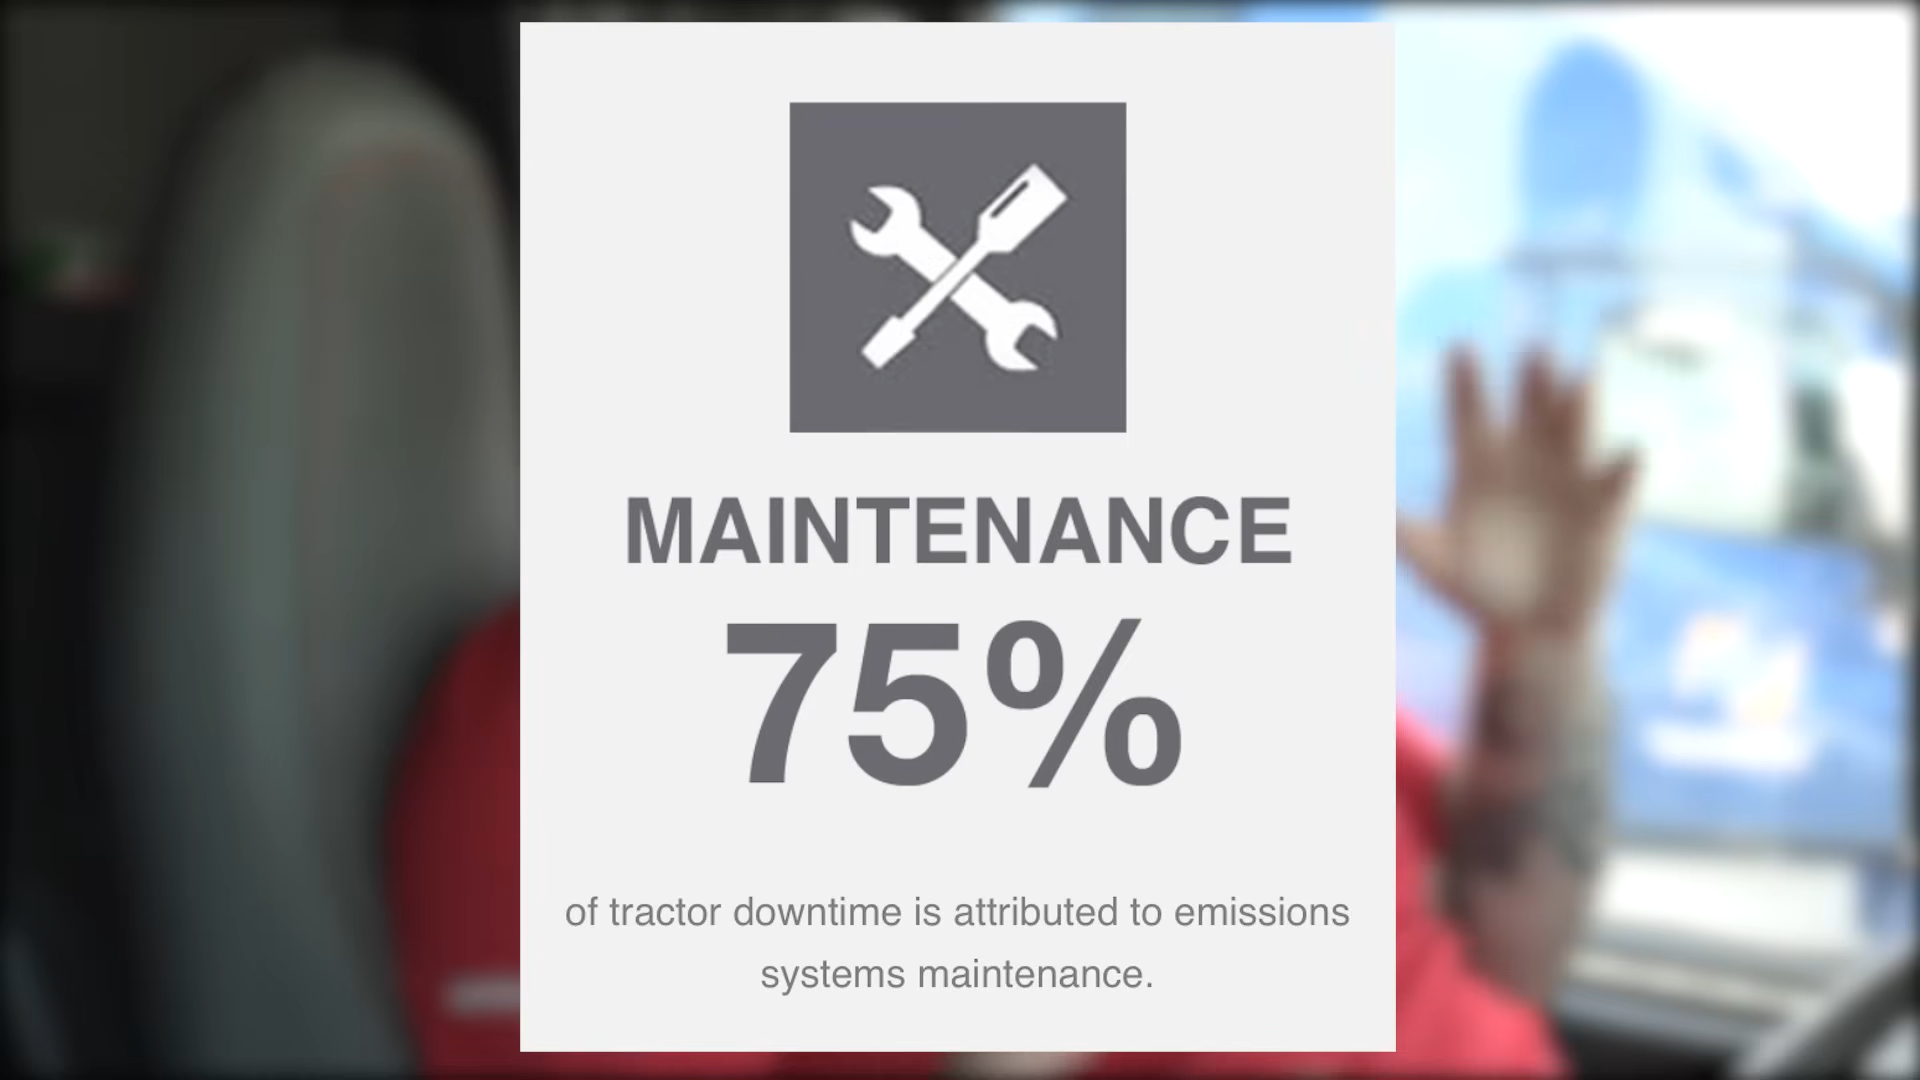 MAINTENANCE
75%
of tractor downtime is attributed to emissions
systems maintenance.